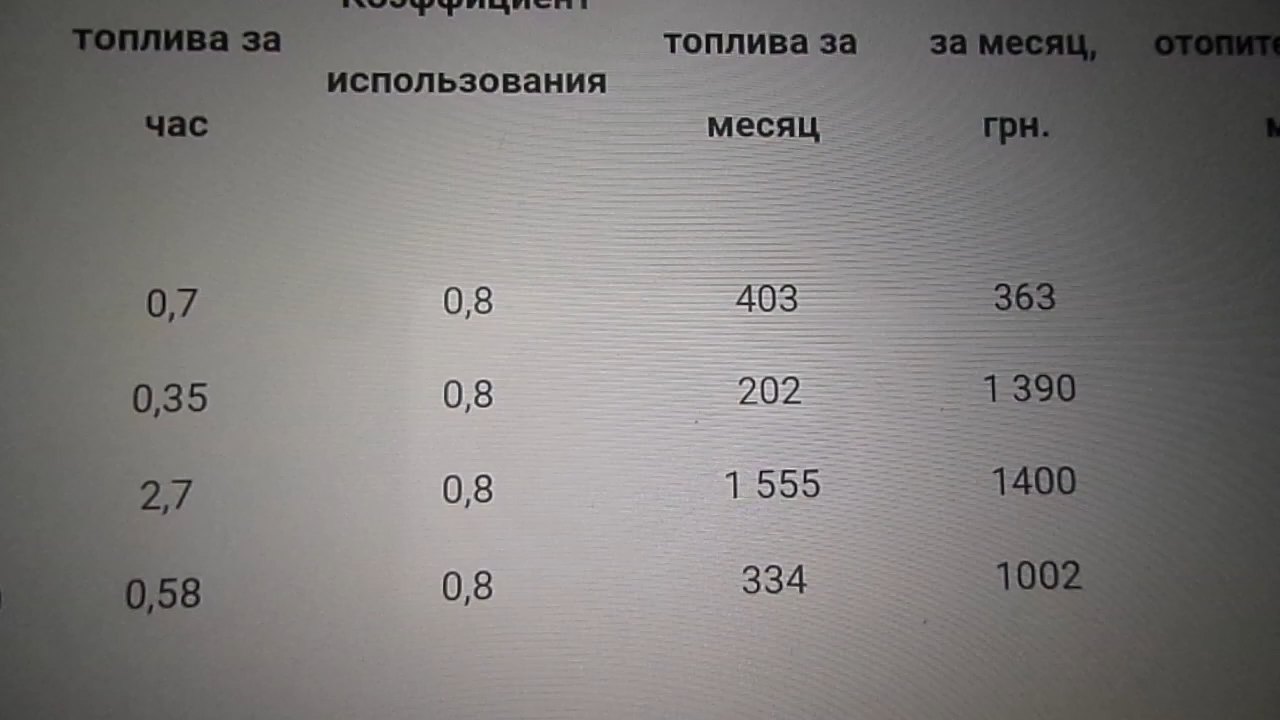 Коэффициент
топлива за топлива за за месяц,
использования
час месяц грн.
0,7 0,8 403 363
0,35 0,8 202 1 390
2,7 0,8 1 555 1400
0,58 0,8 334 1002